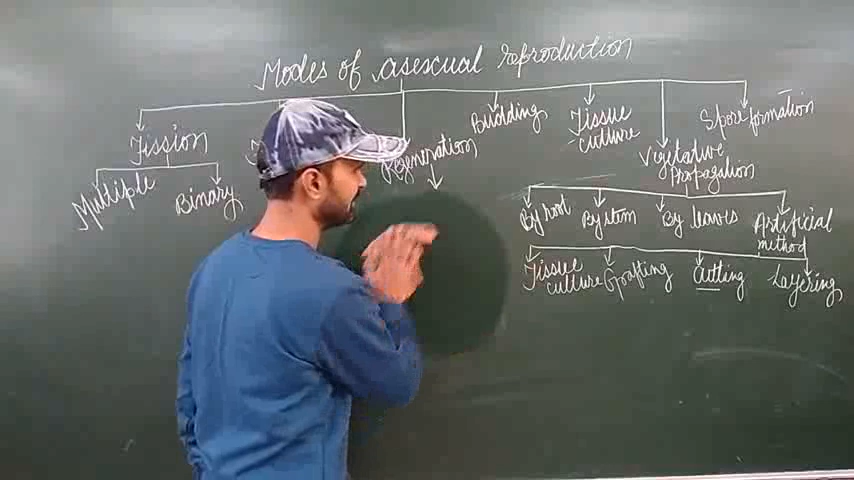 Modes of asexual reproduction
Fission
Regeneration
Budding
Tissue
culture
Vegetative
Propagation
Spore formation
Multiple
Binary
By root
By stem
By leaves
Artificial
method
Tissue
culture
Grafting
Cutting
Layering